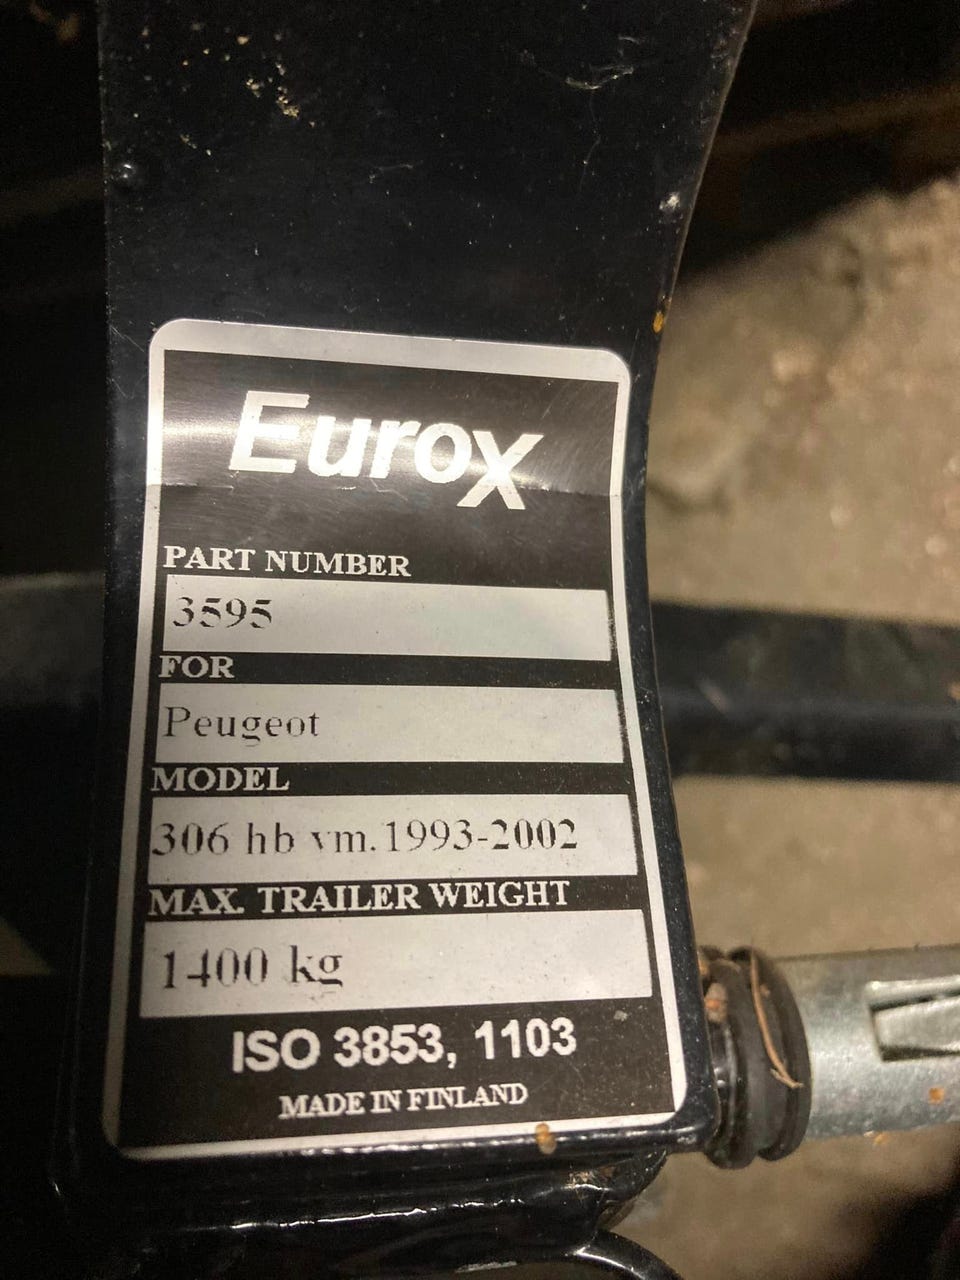 EuroX
PART NUMBER
3595
FOR
Peugeot
MODEL
306 hb vm.1993-2002
MAX. TRAILER WEIGHT
1400 kg
ISO 3853, 1103
MADE IN FINLAND